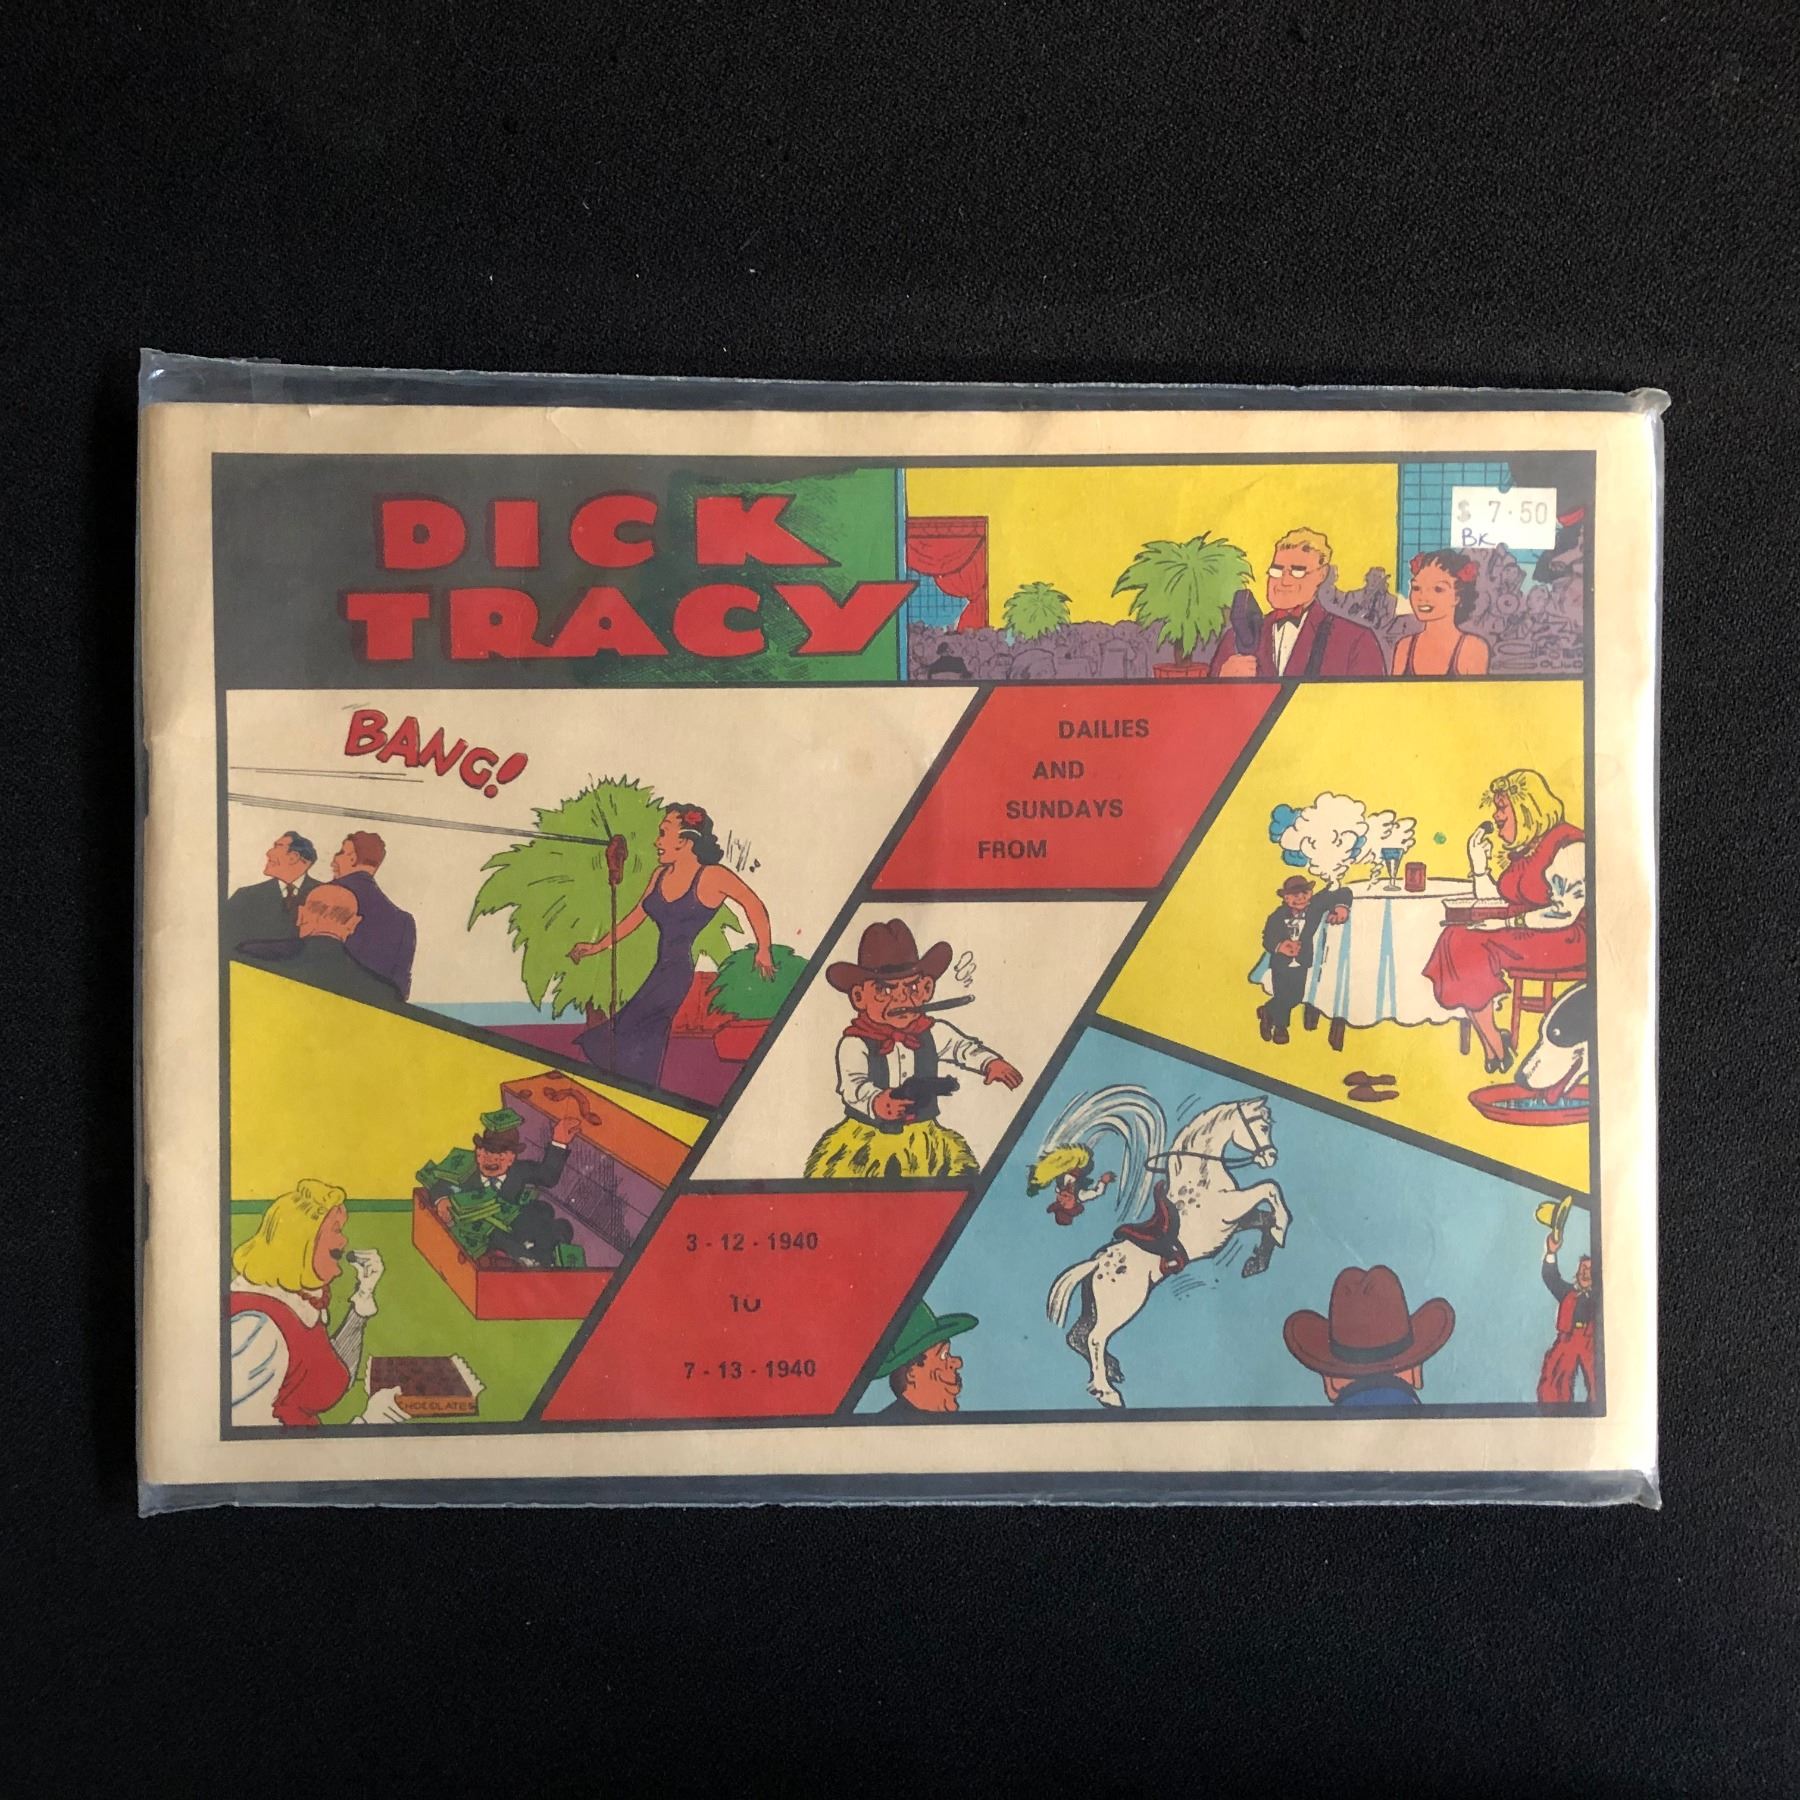 DICK
TRACY
$ 7.50
BK
BANG!
DAILIES
AND
SUNDAYS
FROM
3 - 12 - 1940
TO
7 - 13 - 1940
CHOCOLATES